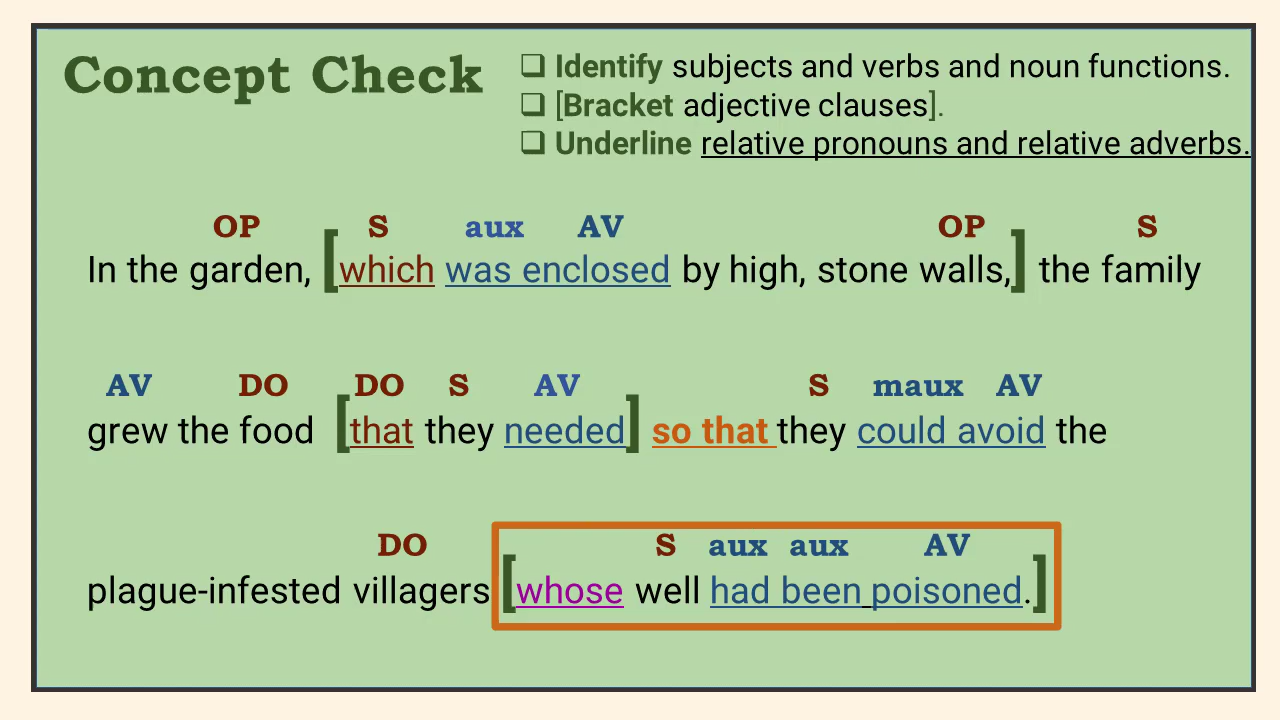 Concept Check
❑ Identify subjects and verbs and noun functions.
❑ [Bracket adjective clauses].
❑ Underline relative pronouns and relative adverbs.
OP S aux AV OP S
In the garden, [which was enclosed by high, stone walls,] the family
AV DO DO S AV S maux AV
grew the food [that they needed] so that they could avoid the
DO S aux aux AV
plague-infested villagers [whose well had been poisoned.]